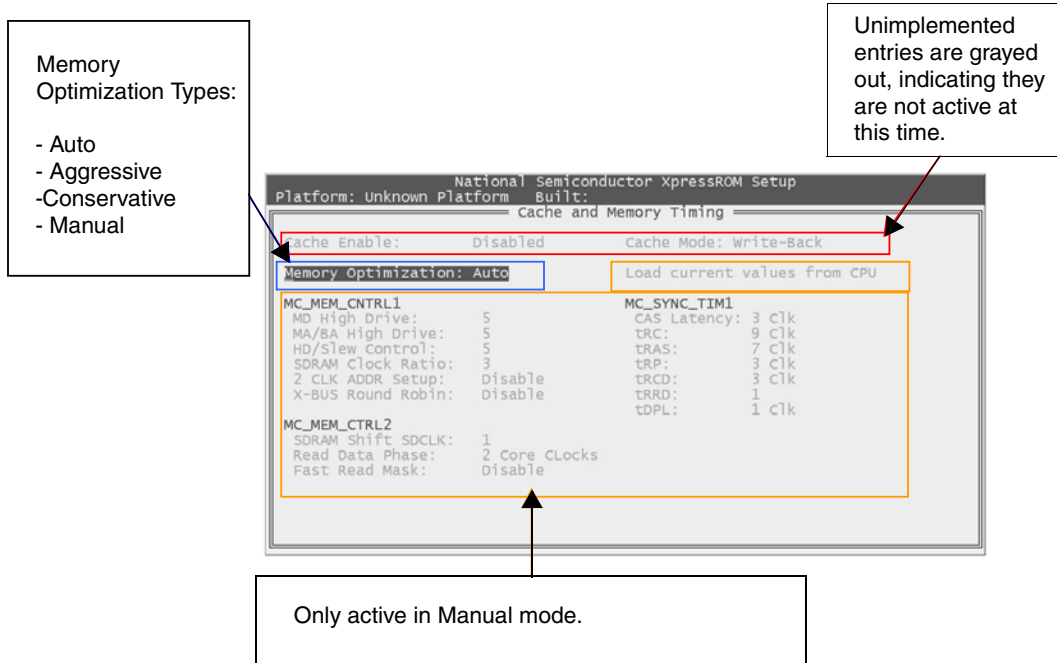 Memory
Optimization Types:
- Auto
- Aggressive
-Conservative
- Manual
Unimplemented
entries are grayed
out, indicating they
are not active at
this time.
National Semiconductor XpressROM Setup
Platform: Unknown Platform Built:
Cache and Memory Timing
Cache Enable: Disabled Cache Mode: Write-Back
Memory Optimization: Auto Load current values from CPU
MC_MEM_CNTRL1 MC_SYNC_TIM1
MD High Drive: 5 CAS Latency: 3 Clk
MA/BA High Drive: 5 tRC: 9 Clk
HD/Slew Control: 5 tRAS: 7 Clk
SDRAM Clock Ratio: 3 tRP: 3 Clk
2 CLK ADDR Setup: Disable tRCD: 3 Clk
X-BUS Round Robin: Disable tRRD: 1
tDPL: 1 Clk
MC_MEM_CTRL2
SDRAM Shift SDCLK: 1
Read Data Phase: 2 Core CLocks
Fast Read Mask: Disable
Only active in Manual mode.